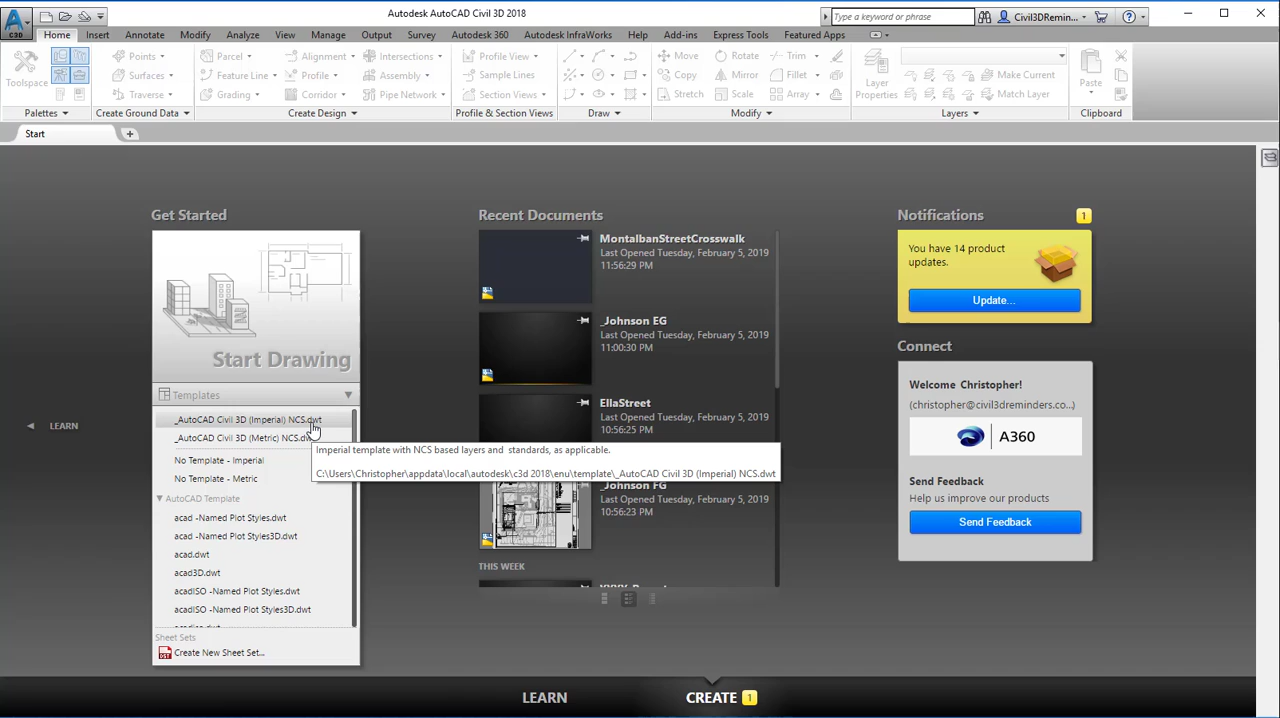 Autodesk AutoCAD Civil 3D 2018
Type a keyword or phrase
Civil3DRemin...
C3D
Home Insert Annotate Modify Analyze View Manage Output Survey Autodesk 360 Autodesk InfraWorks Help Add-ins Express Tools Featured Apps
Toolspace
Points
Surfaces
Traverse
Parcel
Feature Line
Grading
Alignment
Profile
Corridor
Intersections
Assembly
Pipe Network
Profile View
Sample Lines
Section Views
Move
Copy
Stretch
Rotate
Mirror
Scale
Trim
Fillet
Array
Layer
Properties
Make Current
Match Layer
Paste
Palettes
Create Ground Data
Create Design
Profile & Section Views
Draw
Modify
Layers
Clipboard
Start
LEARN
Get Started
Start Drawing
Templates
_AutoCAD Civil 3D (Imperial) NCS.dwt
_AutoCAD Civil 3D (Metric) NCS.dwt
No Template - Imperial
No Template - Metric
AutoCAD Template
acad -Named Plot Styles.dwt
acad -Named Plot Styles3D.dwt
acad.dwt
acad3D.dwt
acadISO -Named Plot Styles.dwt
acadISO -Named Plot Styles3D.dwt
Sheet Sets
Create New Sheet Set...
Imperial template with NCS based layers and standards, as applicable.
C:\Users\Christopher\appdata\local\autodesk\c3d 2018\enu\template\_AutoCAD Civil 3D (Imperial) NCS.dwt
Recent Documents
MontalbanStreetCrosswalk
Last Opened Tuesday, February 5, 2019
11:56:29 PM
_Johnson EG
Last Opened Tuesday, February 5, 2019
11:00:30 PM
EllaStreet
Last Opened Tuesday, February 5, 2019
10:56:25 PM
_Johnson FG
Last Opened Tuesday, February 5, 2019
10:56:23 PM
THIS WEEK
Notifications
1
You have 14 product
updates.
Update...
Connect
Welcome Christopher!
(christopher@civil3dreminders.co...)
A360
Send Feedback
Help us improve our products
Send Feedback
LEARN
CREATE 1